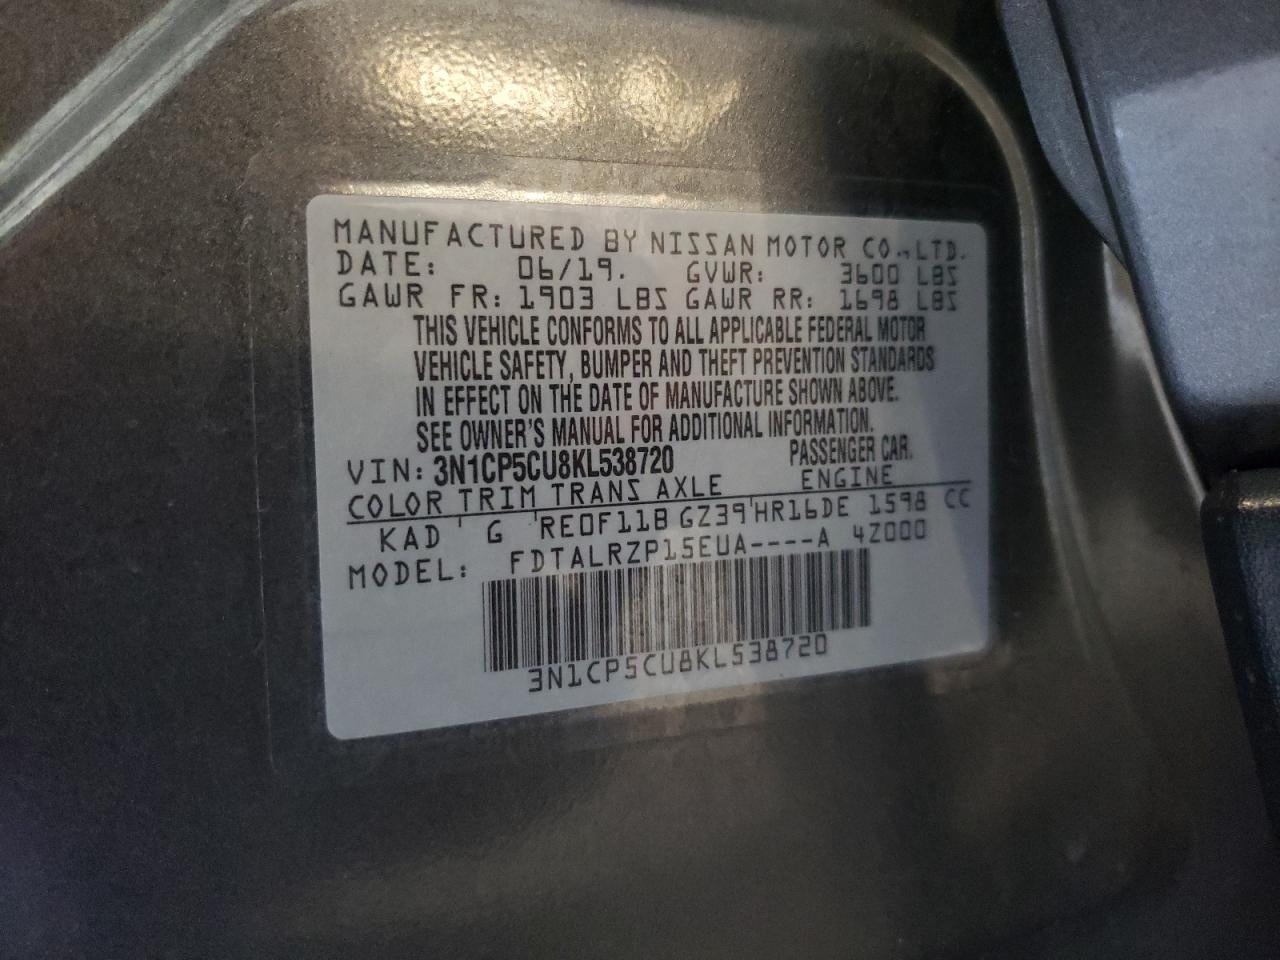 MANUFACTURED BY NISSAN MOTOR CO.,LTD.
DATE: 06/19. GVWR: 3600 LBS
GAWR FR: 1903 LBS GAWR RR: 1698 LBS
THIS VEHICLE CONFORMS TO ALL APPLICABLE FEDERAL MOTOR
VEHICLE SAFETY, BUMPER AND THEFT PREVENTION STANDARDS
IN EFFECT ON THE DATE OF MANUFACTURE SHOWN ABOVE.
SEE OWNER'S MANUAL FOR ADDITIONAL INFORMATION.
VIN: 3N1CP5CU8KL538720 PASSENGER CAR.
COLOR TRIM TRANS AXLE ENGINE
KAD ' G REOF11B GZ39'HR16DE 1598 CC
MODEL: FDTALRZP15EUA----A 4Z000
3N1CP5CU8KL538720